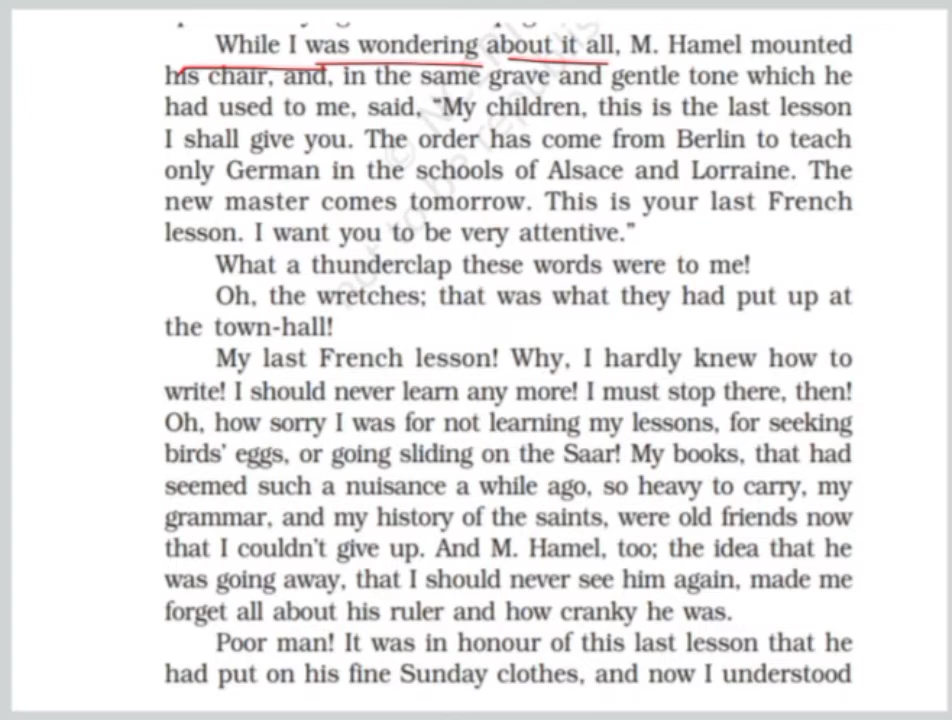 While I was wondering about it all, M. Hamel mounted
his chair, and, in the same grave and gentle tone which he
had used to me, said, "My children, this is the last lesson
I shall give you. The order has come from Berlin to teach
only German in the schools of Alsace and Lorraine. The
new master comes tomorrow. This is your last French
lesson. I want you to be very attentive."
What a thunderclap these words were to me!
Oh, the wretches; that was what they had put up at
the town-hall!
My last French lesson! Why, I hardly knew how to
write! I should never learn any more! I must stop there, then!
Oh, how sorry I was for not learning my lessons, for seeking
birds' eggs, or going sliding on the Saar! My books, that had
seemed such a nuisance a while ago, so heavy to carry, my
grammar, and my history of the saints, were old friends now
that I couldn't give up. And M. Hamel, too; the idea that he
was going away, that I should never see him again, made me
forget all about his ruler and how cranky he was.
Poor man! It was in honour of this last lesson that he
had put on his fine Sunday clothes, and now I understood